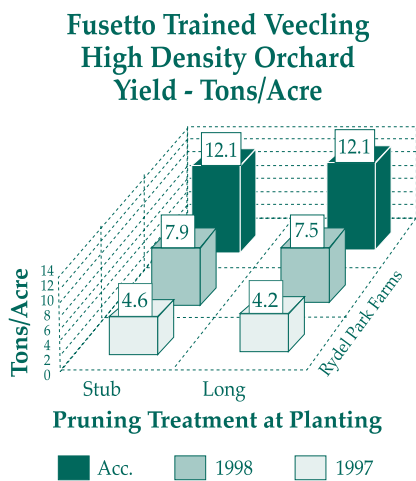 Fusetto Trained Veecling
High Density Orchard
Yield - Tons/Acre
12.1
12.1
7.9
7.5
4.6
4.2
Tons/Acre
14
12
10
8
6
4
2
0
Rydel Park Farms
Stub
Long
Pruning Treatment at Planting
Acc.
1998
1997